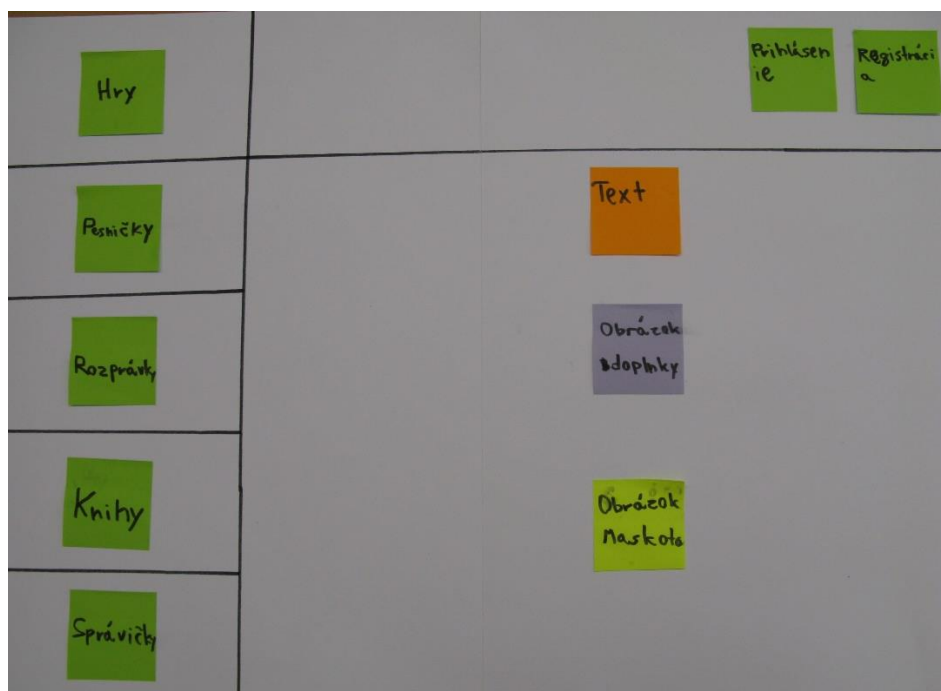 Hry
Prihlásen
ie
Registráci
a
Pesničky
Text
Rozprávky
Obrázok
doplnky
Knihy
Obrázok
Maskota
Správičky